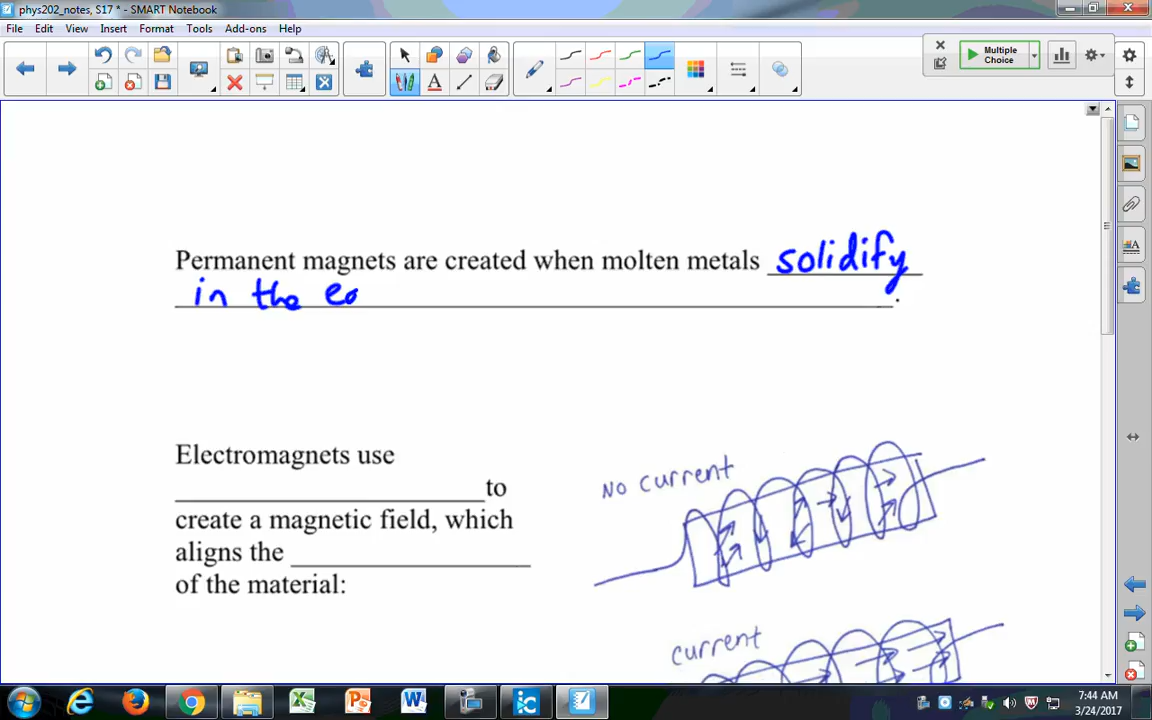 phys202_notes, S17 * - SMART Notebook
File Edit View Insert Format Tools Add-ons Help
Multiple
Choice
Permanent magnets are created when molten metals solidify
in the ea
.
Electromagnets use
to
create a magnetic field, which
aligns the
of the material:
No current
current
7:44 AM
3/24/2017